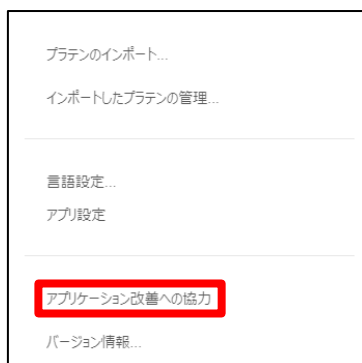 プラテンのインポート...
インポートしたプラテンの管理...
言語設定...
アプリ設定
アプリケーション改善への協力
バージョン情報...